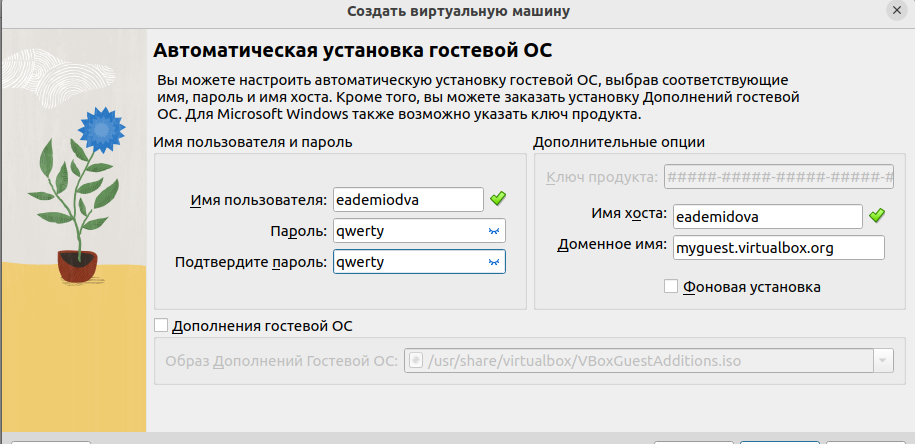 Создать виртуальную машину
Автоматическая установка гостевой ОС
Вы можете настроить автоматическую установку гостевой ОС, выбрав соответствующие
имя, пароль и имя хоста. Кроме того, вы можете заказать установку Дополнений гостевой
ОС. Для Microsoft Windows также возможно указать ключ продукта.
Имя пользователя и пароль
Имя пользователя: eademiodva
Пароль: qwerty
Подтвердите пароль: qwerty
Дополнительные опции
Ключ продукта: #####-#####-#####-#####-#
Имя хоста: eademidova
Доменное имя: myguest.virtualbox.org
Фоновая установка
Дополнения гостевой ОС
Образ Дополнений Гостевой ОС: /usr/share/virtualbox/VBoxGuestAdditions.iso